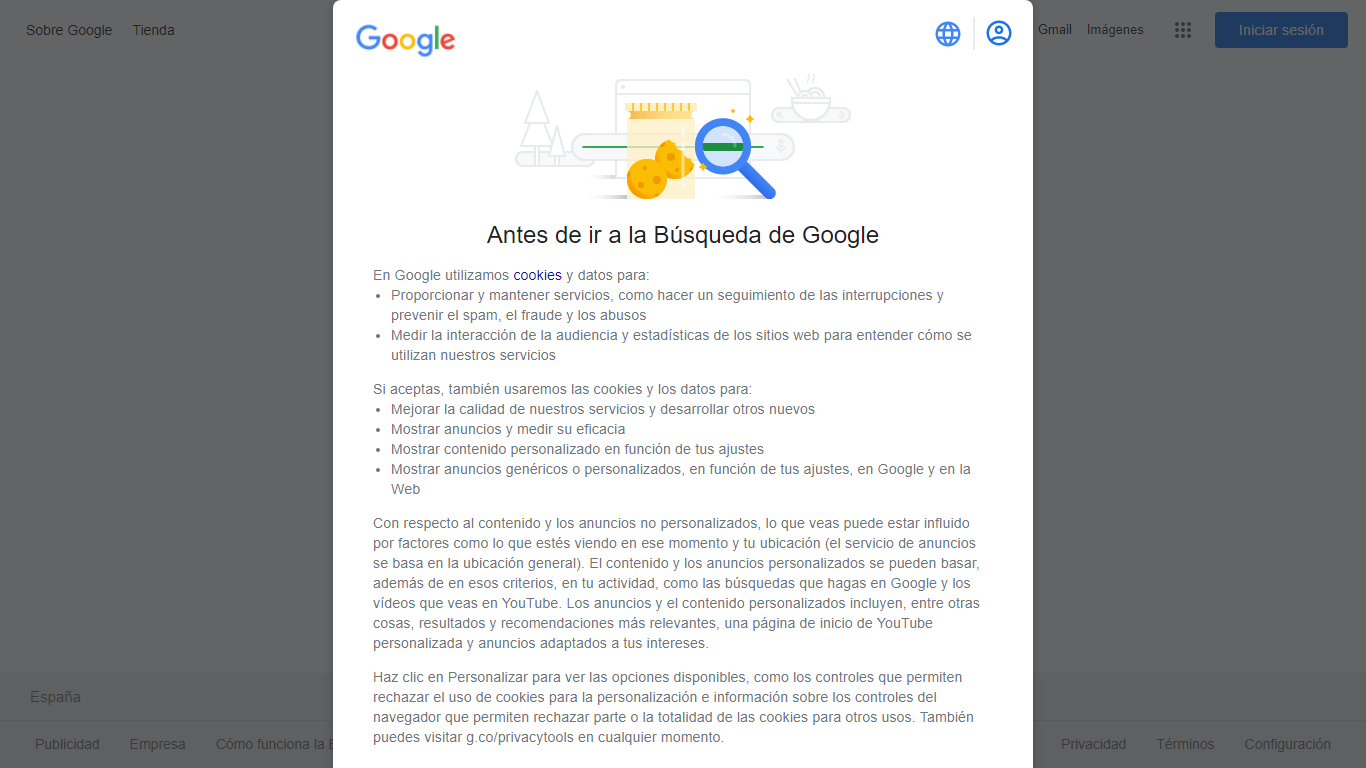 Sobre Google Tienda
Google
Gmail Imágenes Iniciar sesión
Antes de ir a la Búsqueda de Google
En Google utilizamos cookies y datos para:
Proporcionar y mantener servicios, como hacer un seguimiento de las interrupciones y
prevenir el spam, el fraude y los abusos
Medir la interacción de la audiencia y estadísticas de los sitios web para entender cómo se
utilizan nuestros servicios
Si aceptas, también usaremos las cookies y los datos para:
Mejorar la calidad de nuestros servicios y desarrollar otros nuevos
Mostrar anuncios y medir su eficacia
Mostrar contenido personalizado en función de tus ajustes
Mostrar anuncios genéricos o personalizados, en función de tus ajustes, en Google y en la
Web
Con respecto al contenido y los anuncios no personalizados, lo que veas puede estar influido
por factores como lo que estés viendo en ese momento y tu ubicación (el servicio de anuncios
se basa en la ubicación general). El contenido y los anuncios personalizados se pueden basar,
además de en esos criterios, en tu actividad, como las búsquedas que hagas en Google y los
vídeos que veas en YouTube. Los anuncios y el contenido personalizados incluyen, entre otras
cosas, resultados y recomendaciones más relevantes, una página de inicio de YouTube
personalizada y anuncios adaptados a tus intereses.
Haz clic en Personalizar para ver las opciones disponibles, como los controles que permiten
rechazar el uso de cookies para la personalización e información sobre los controles del
navegador que permiten rechazar parte o la totalidad de las cookies para otros usos. También
puedes visitar g.co/privacytools en cualquier momento.
España
Publicidad Empresa Cómo funciona la
Privacidad Términos Configuración